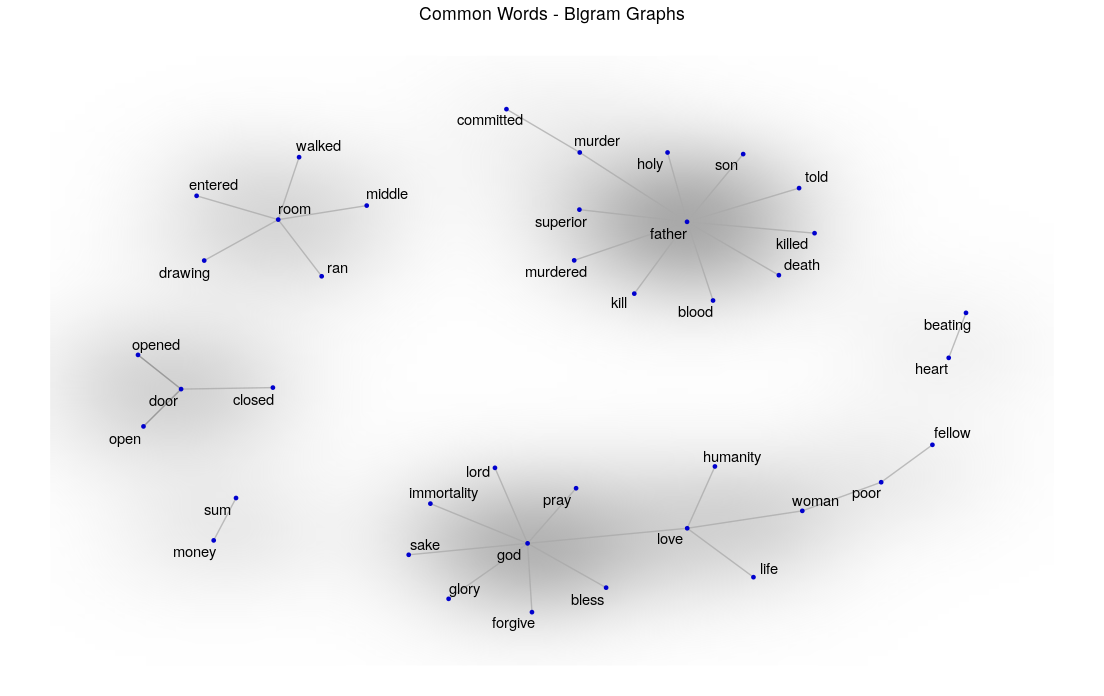 Common Words - Bigram Graphs
committed
murder
walked
holy
son
told
entered
middle
room
superior
father
killed
drawing
ran
murdered
death
kill
blood
beating
opened
heart
door
closed
open
fellow
humanity
lord
immortality
pray
woman
poor
sum
love
money
sake
god
life
glory
bless
forgive